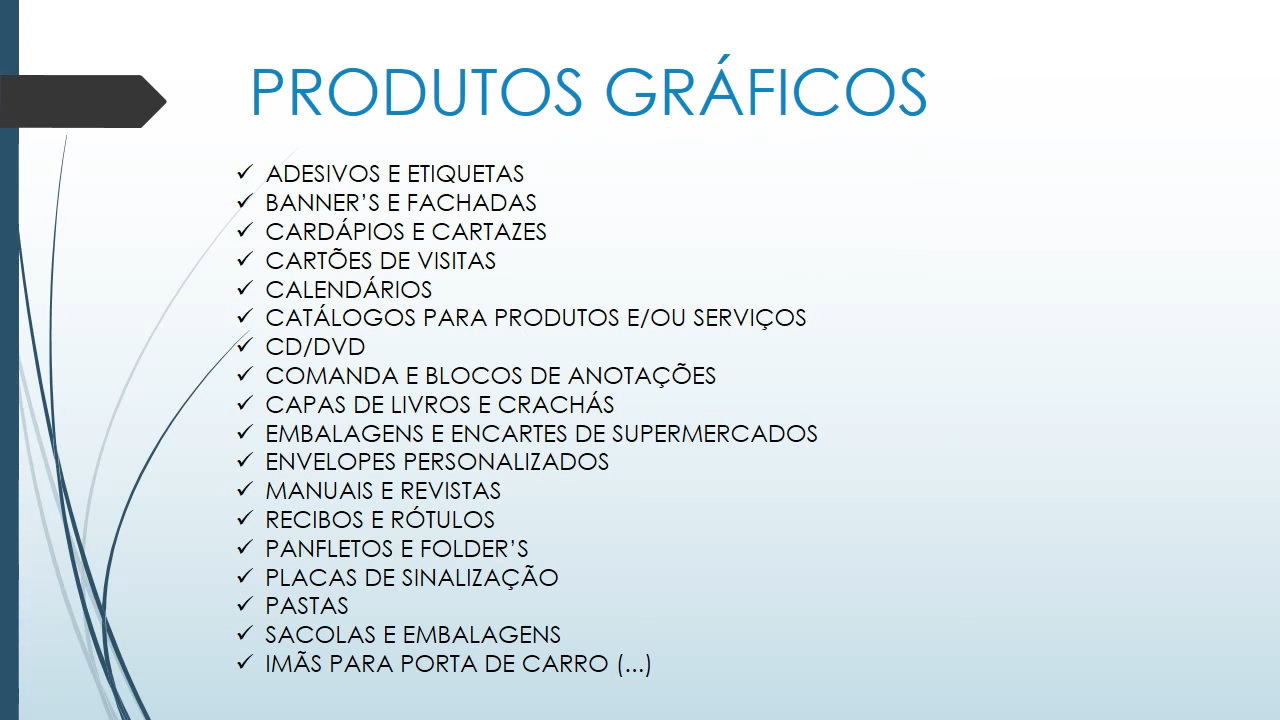 PRODUTOS GRÁFICOS
✓ ADESIVOS E ETIQUETAS
✓ BANNER’S E FACHADAS
✓ CARDÁPIOS E CARTAZES
✓ CARTÕES DE VISITAS
✓ CALENDÁRIOS
✓ CATÁLOGOS PARA PRODUTOS E/OU SERVIÇOS
✓ CD/DVD
✓ COMANDA E BLOCOS DE ANOTAÇÕES
✓ CAPAS DE LIVROS E CRACHÁS
✓ EMBALAGENS E ENCARTES DE SUPERMERCADOS
✓ ENVELOPES PERSONALIZADOS
✓ MANUAIS E REVISTAS
✓ RECIBOS E RÓTULOS
✓ PANFLETOS E FOLDER’S
✓ PLACAS DE SINALIZAÇÃO
✓ PASTAS
✓ SACOLAS E EMBALAGENS
✓ IMÃS PARA PORTA DE CARRO (...)